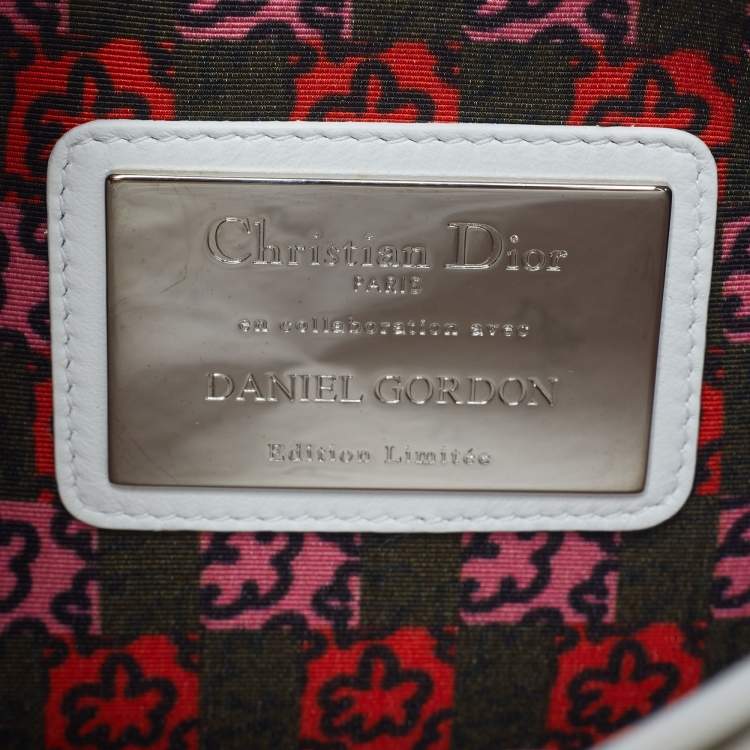 Christian Dior
PARIS
en collaboration avec
DANIEL GORDON
Edition Limitée